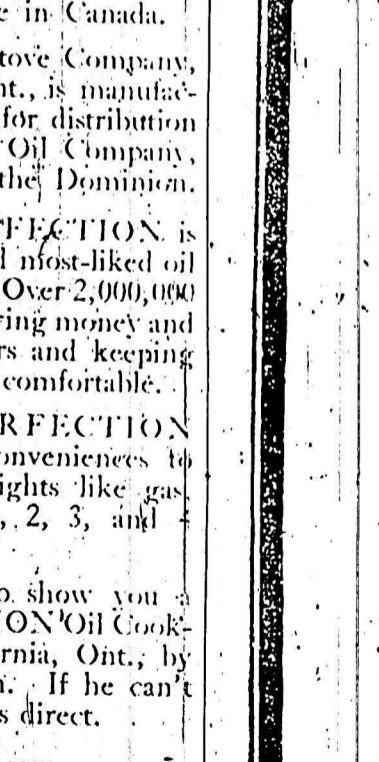 e in Canada.
tove Company,
nt., is manufac-
for distribution
Oil Company,
the Dominion.
FECTION is
l most-liked oil
Over 2,000,000
ving money and
rs and keeping
comfortable.
RFECTION
onveniences to
ights like gas.
, 2, 3, and
o show you a
ION Oil Cook-
rnia, Ont., by
n. If he can't
s direct.